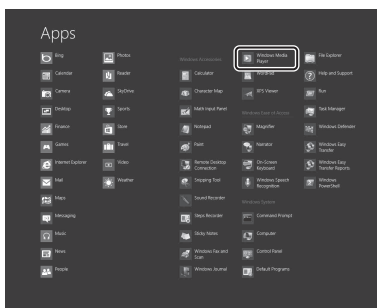 Apps
Bing
Calendar
Camera
Desktop
Finance
Games
Internet Explorer
Mail
Maps
Messaging
Music
News
People
Photos
Reader
SkyDrive
Sports
Store
Travel
Video
Weather
Windows Accessories
Calculator
Character Map
Math Input Panel
Notepad
Paint
Remote Desktop
Connection
Snipping Tool
Sound Recorder
Steps Recorder
Sticky Notes
Windows Fax and
Scan
Windows Journal
Windows Media
Player
WordPad
XPS Viewer
Windows Ease of Access
Magnifier
Narrator
On-Screen
Keyboard
Windows Speech
Recognition
Windows System
Command Prompt
Computer
Control Panel
Default Programs
File Explorer
Help and Support
Run
Task Manager
Windows Defender
Windows Easy
Transfer
Windows Easy
Transfer Reports
Windows
PowerShell